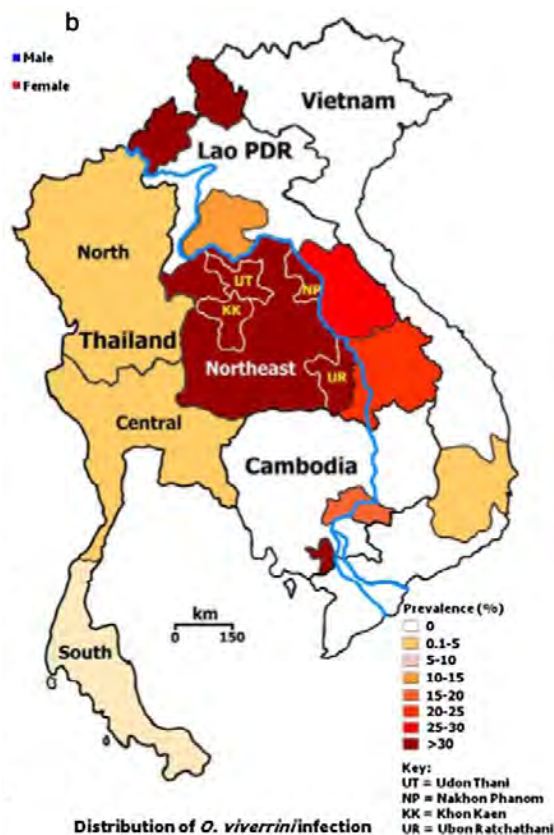 b
Male
Female
Vietnam
Lao PDR
North
UT
NP
KK
Thailand
Northeast
UR
Central
Cambodia
km
0 150
South
Prevalence (%)
0
0.1-5
5-10
10-15
15-20
20-25
25-30
>30
Key:
UT = Udon Thani
NP = Nakhon Phanom
KK = Khon Kaen
UR = Ubon Ratchathani
Distribution of O. viverrini infection